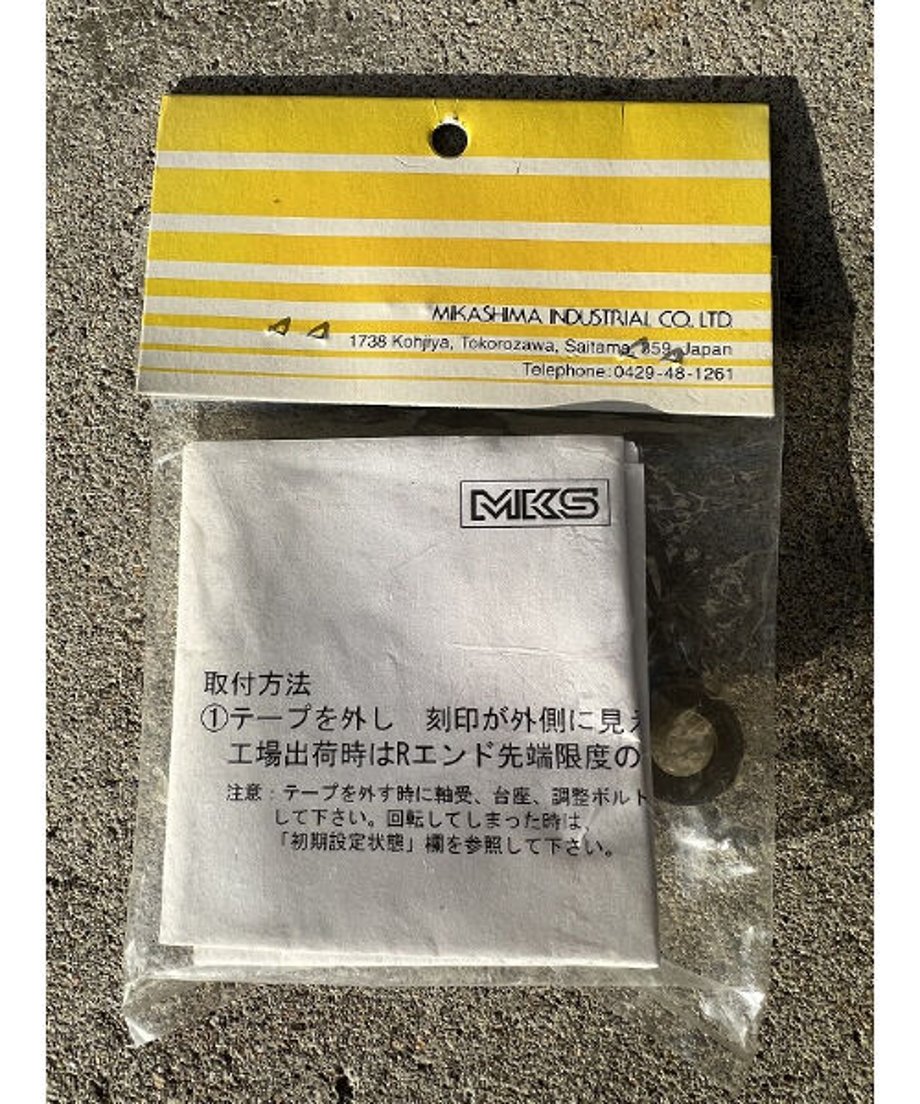 MIKASHIMA INDUSTRIAL CO. LTD.
1738 Kohjiya, Tokorozawa, Saitama, 359, Japan
Telephone:0429-48-1261
MKS
取付方法
①テープを外し 刻印が外側に見え
工場出荷時はRエンド先端限度の
注意:テープを外す時に軸受、台座、調整ボルト
して下さい。回転してしまった時は、
「初期設定状態」欄を参照して下さい。